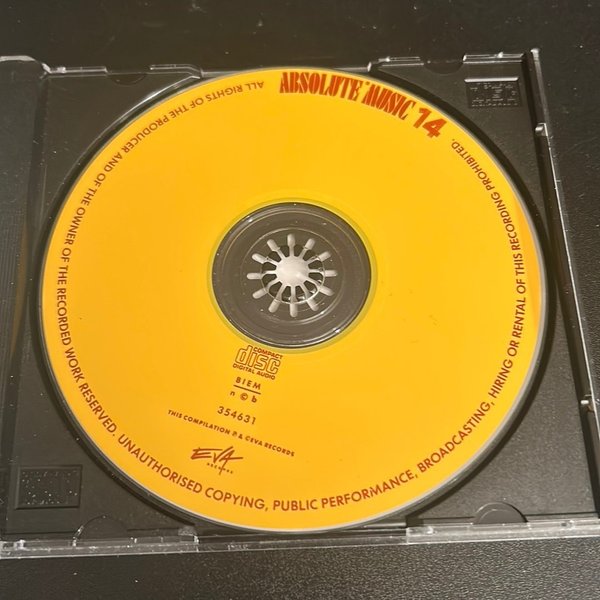 ABSOLUTE MUSIC 14
ALL RIGHTS OF THE PRODUCER AND OF THE OWNER OF THE RECORDED WORK RESERVED. UNAUTHORISED COPYING, PUBLIC PERFORMANCE, BROADCASTING, HIRING OR RENTAL OF THIS RECORDING PROHIBITED.
COMPACT
disc
DIGITAL AUDIO
BIEM
n©b
354631
THIS COMPILATION ℗ & ©EVA RECORDS
EVA
RECORDS